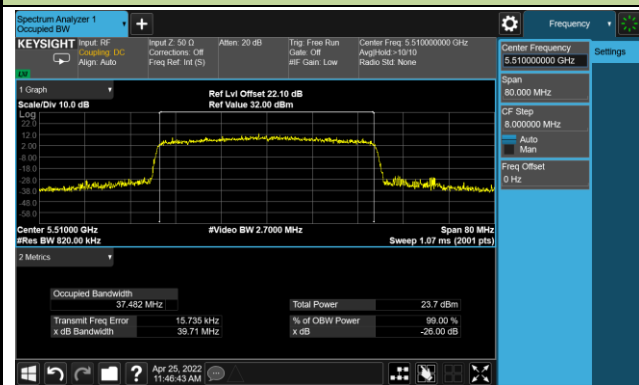 Spectrum Analyzer 1
Occupied BW
+
Frequency
KEYSIGHT
Input: RF
Coupling: DC
Align: Auto
Input Z: 50 Ω
Corrections: Off
Freq Ref: Int (S)
Atten: 20 dB
Trig: Free Run
Gate: Off
#IF Gain: Low
Center Freq: 5.510000000 GHz
Avg|Hold:>10/10
Radio Std: None
Center Frequency
5.510000000 GHz
Settings
Span
80.000 MHz
CF Step
8.000000 MHz
Auto
Man
Freq Offset
0 Hz
1 Graph
Scale/Div 10.0 dB
Ref Lvl Offset 22.10 dB
Ref Value 32.00 dBm
Log
22.0
12.0
2.00
-8.00
-18.0
-28.0
-38.0
-48.0
-58.0
Center 5.51000 GHz
#Res BW 820.00 kHz
#Video BW 2.7000 MHz
Span 80 MHz
Sweep 1.07 ms (2001 pts)
2 Metrics
Occupied Bandwidth
37.482 MHz
Total Power 23.7 dBm
Transmit Freq Error 15.735 kHz
% of OBW Power 99.00 %
x dB Bandwidth 39.71 MHz
x dB -26.00 dB
?
Apr 25, 2022
11:46:43 AM